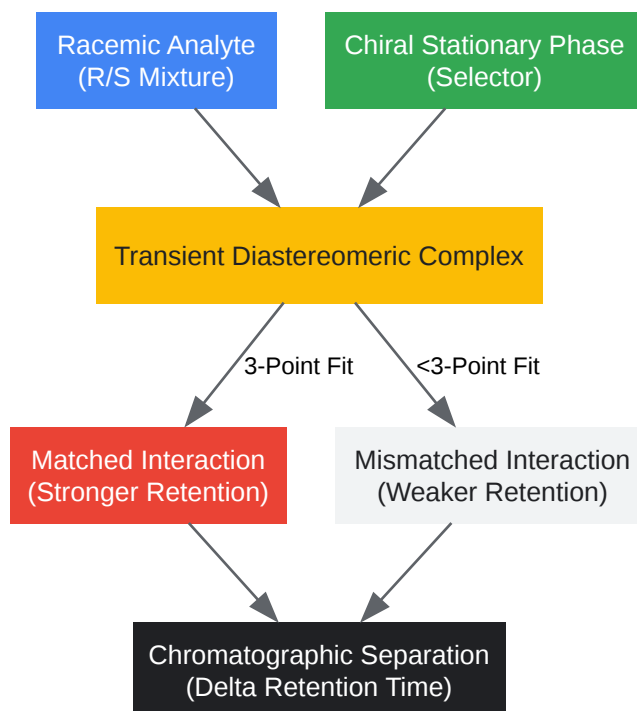 Racemic Analyte
(R/S Mixture)
Chiral Stationary Phase
(Selector)
Transient Diastereomeric Complex
3-Point Fit
<3-Point Fit
Matched Interaction
(Stronger Retention)
Mismatched Interaction
(Weaker Retention)
Chromatographic Separation
(Delta Retention Time)